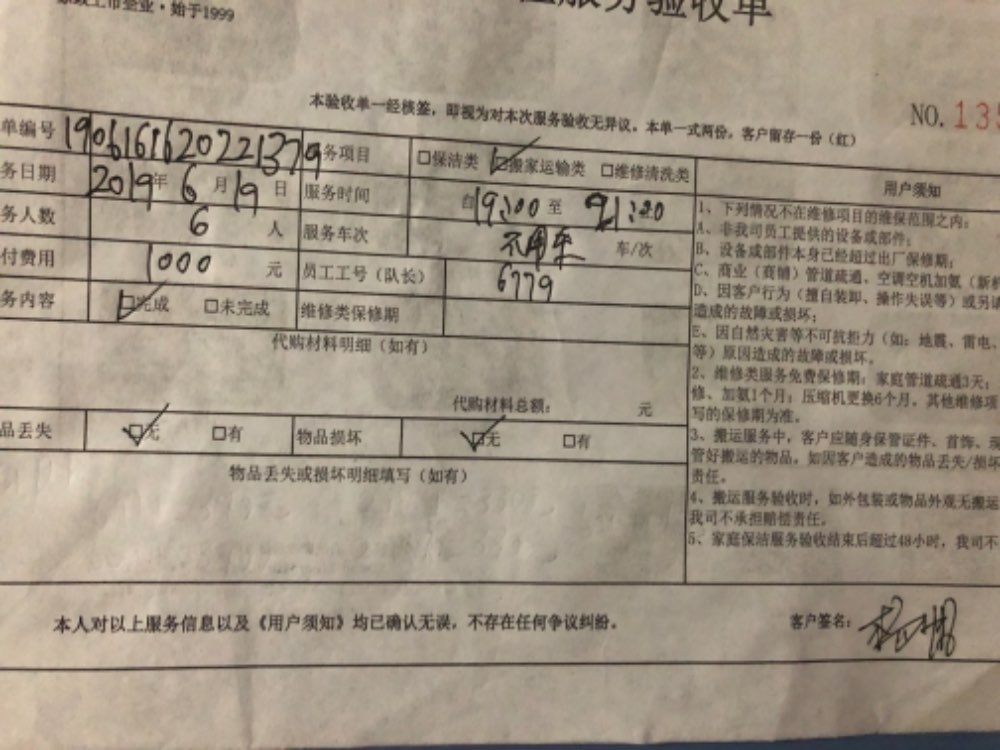 家政上市企业·始于1999
服务验收单
本验收单一经核签，即视为对本次服务验收无异议。本单一式两份，客户留存一份（红）
NO. 135
单编号 1906161620221379 务项目 □保洁类 ☑搬家运输类 □维修清洗类
务日期 2019年6月19日 服务时间 自19:00至21:20
务人数 6人 服务车次 不用车 车/次
付费用 1000元 员工工号（队长） 6779
务内容 ☑完成 □未完成 维修类保修期
代购材料明细（如有）
代购材料总额： 元
品丢失 ☑无 □有 物品损坏 ☑无 □有
物品丢失或损坏明细填写（如有）
用户须知
1、下列情况不在维修项目的维保范围之内：
A、非我司员工提供的设备或部件；
B、设备或部件本身已经超过出厂保修期；
C、商业（商铺）管道疏通、空调空机加氨（新
D、因客户行为（擅自装卸、操作失误等）或另
造成的故障或损坏；
E、因自然灾害等不可抗拒力（如：地震、雷电、
等）原因造成的故障或损坏。
2、维修类服务免费保修期：家庭管道疏通3天；
修、加氨1个月；压缩机更换6个月，其他维修项
写的保修期为准。
3、搬运服务中，客户应随身保管证件、首饰、
管好搬运的物品。如因客户造成的物品丢失/损坏
责任。
4、搬运服务验收时，如外包装或物品外观无搬运
我司不承担赔偿责任。
5、家庭保洁服务验收结束后超过48小时，我司不
本人对以上服务信息以及《用户须知》均已确认无误，不存在任何争议纠纷。 客户签名：